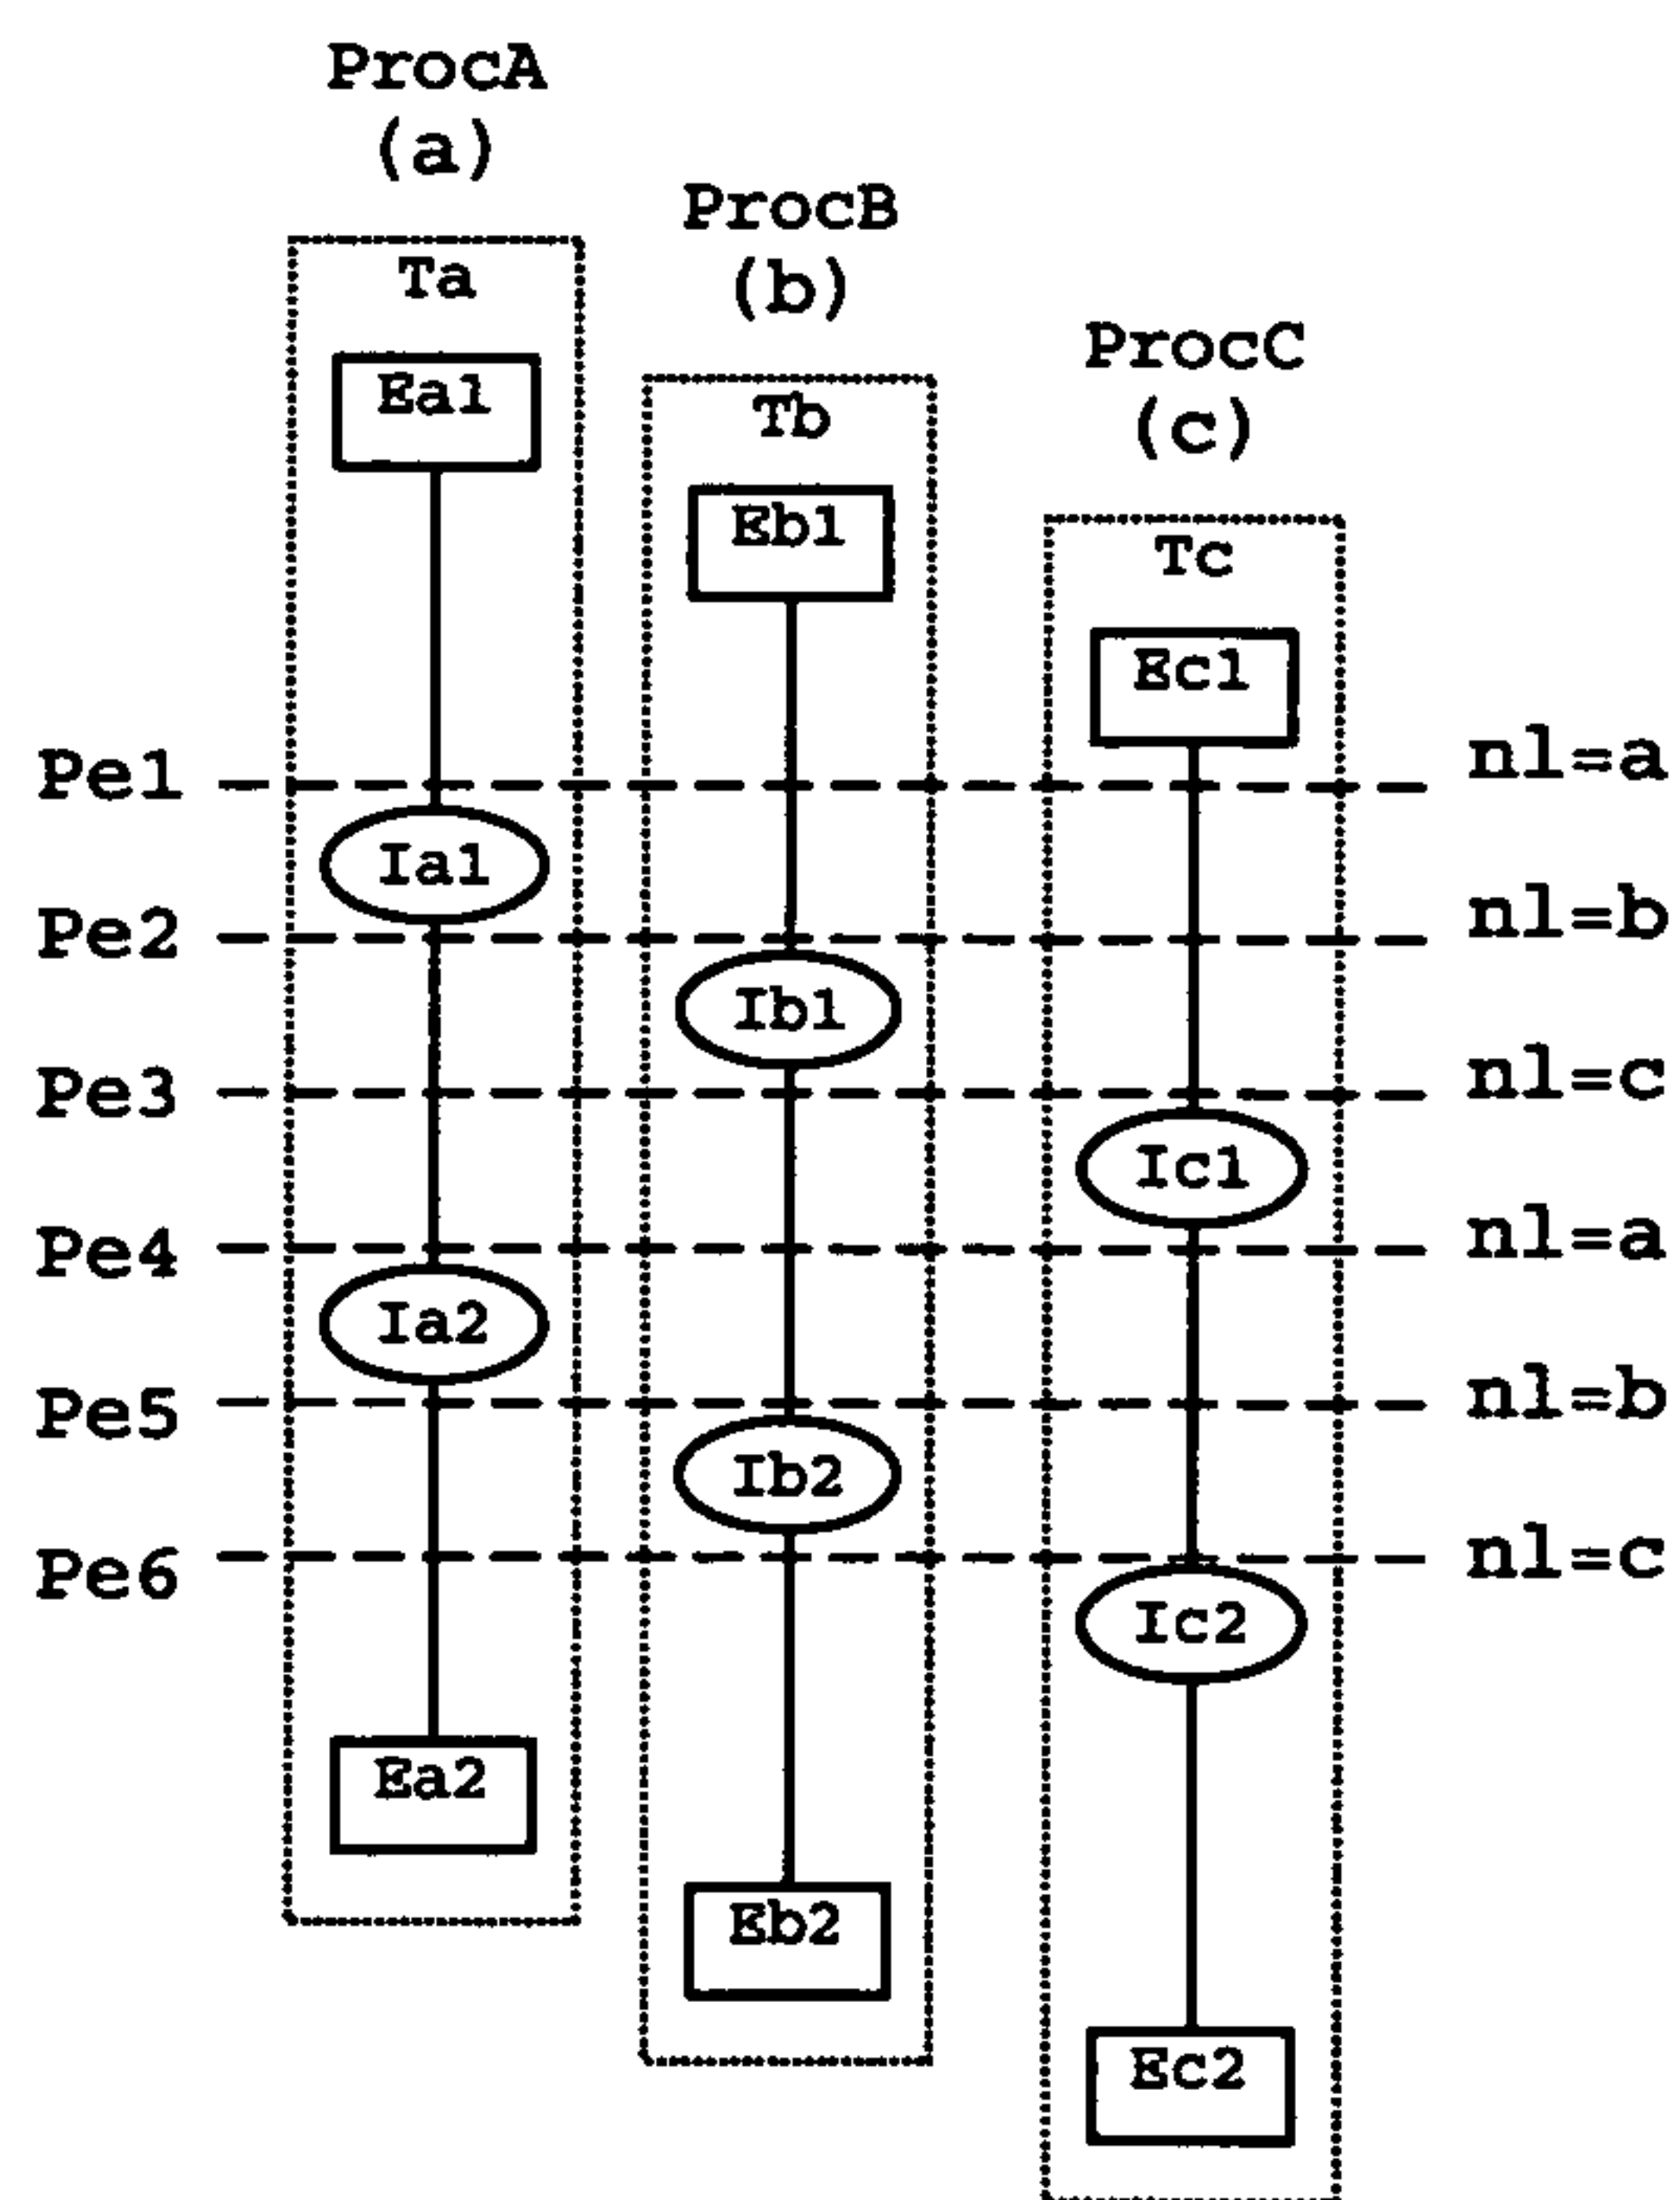 ProcA
(a)
ProcB
(b)
ProcC
(c)
Ta
Ea1
Tb
Eb1
Tc
Ec1
Pe1
nl=a
Ia1
Pe2
nl=b
Ib1
Pe3
nl=c
Ic1
Pe4
nl=a
Ia2
Pe5
nl=b
Ib2
Pe6
nl=c
Ic2
Ea2
Eb2
Ec2